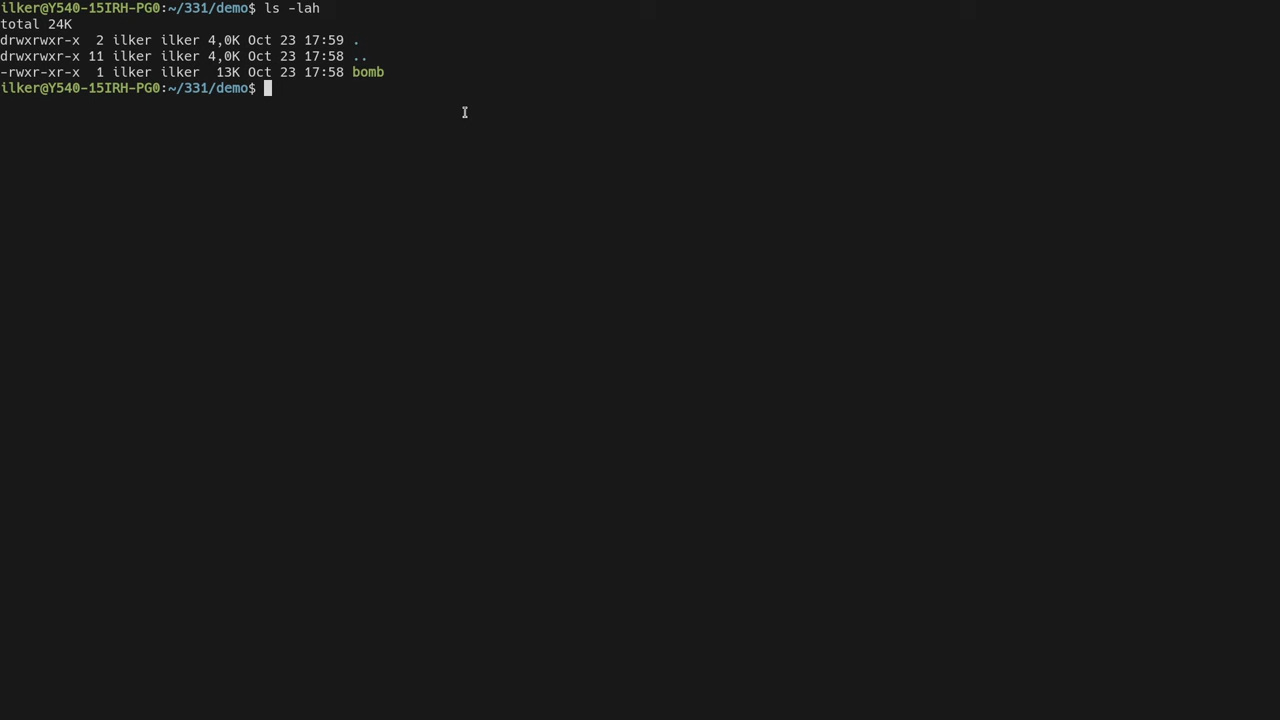 ilker@Y540-15IRH-PG0:~/331/demo$ ls -lah
total 24K
drwxrwxr-x  2 ilker ilker 4,0K Oct 23 17:59 .
drwxrwxr-x 11 ilker ilker 4,0K Oct 23 17:58 ..
-rwxr-xr-x  1 ilker ilker  13K Oct 23 17:58 bomb
ilker@Y540-15IRH-PG0:~/331/demo$